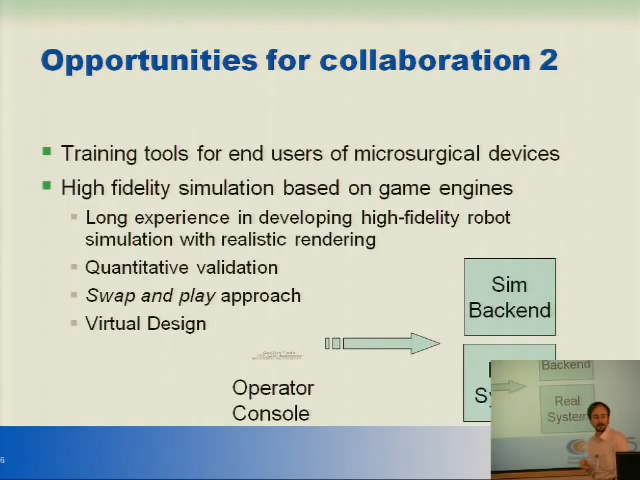 Opportunities for collaboration 2
Training tools for end users of microsurgical devices
High fidelity simulation based on game engines
Long experience in developing high-fidelity robot
simulation with realistic rendering
Quantitative validation
Swap and play approach
Virtual Design
Sim
Backend
Operator
Console
Backend
Real
System
6